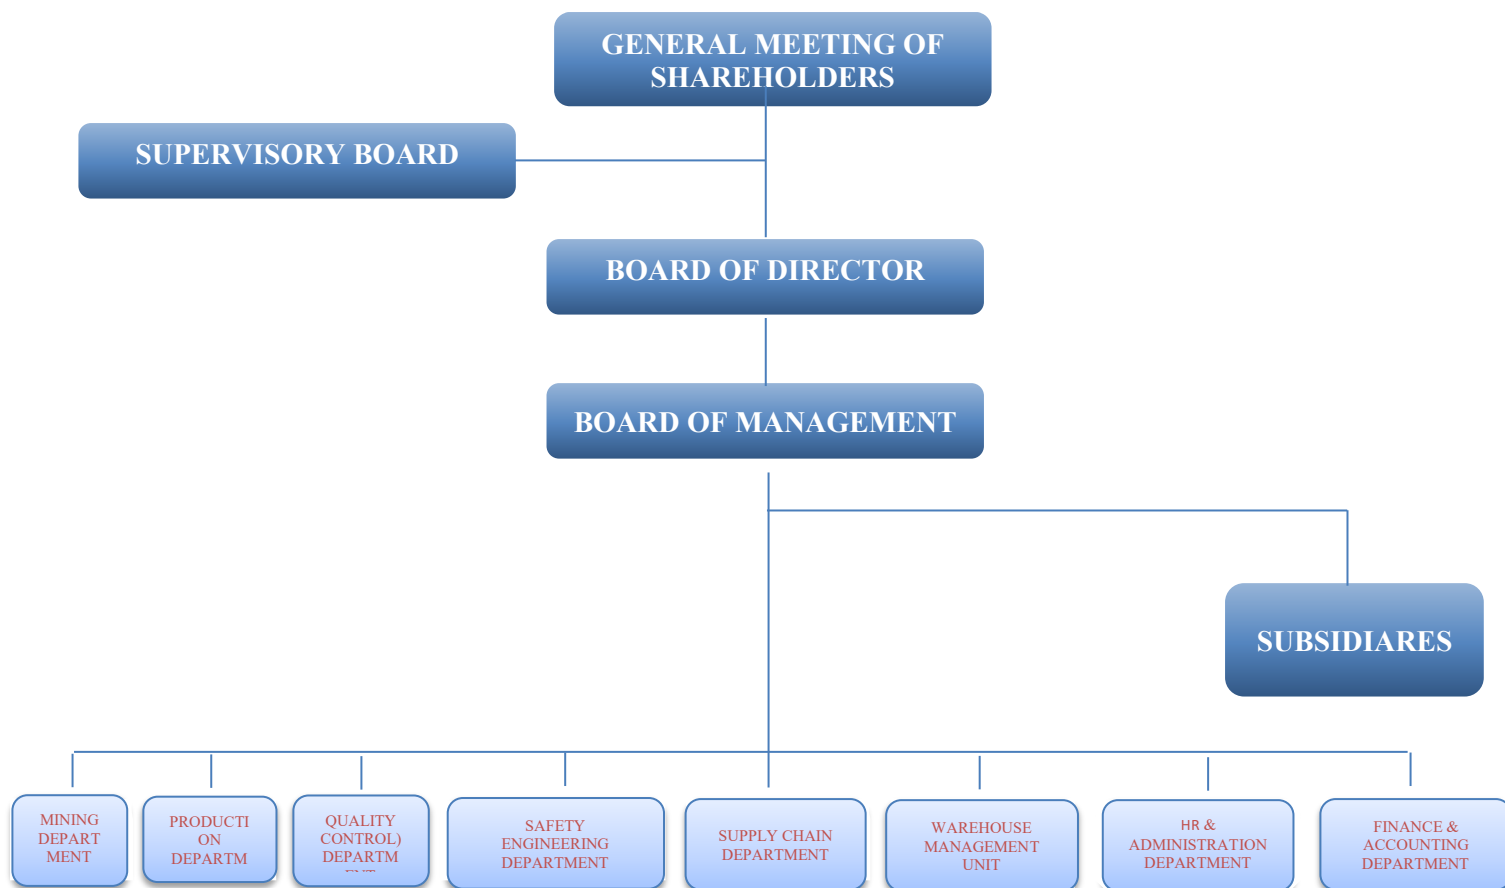 GENERAL MEETING OF
SHAREHOLDERS
SUPERVISORY BOARD
BOARD OF DIRECTOR
BOARD OF MANAGEMENT
SUBSIDIARES
MINING
DEPART
MENT
PRODUCTI
ON
DEPARTM
QUALITY
CONTROL)
DEPARTM
ENT
SAFETY
ENGINEERING
DEPARTMENT
SUPPLY CHAIN
DEPARTMENT
WAREHOUSE
MANAGEMENT
UNIT
HR &
ADMINISTRATION
DEPARTMENT
FINANCE &
ACCOUNTING
DEPARTMENT